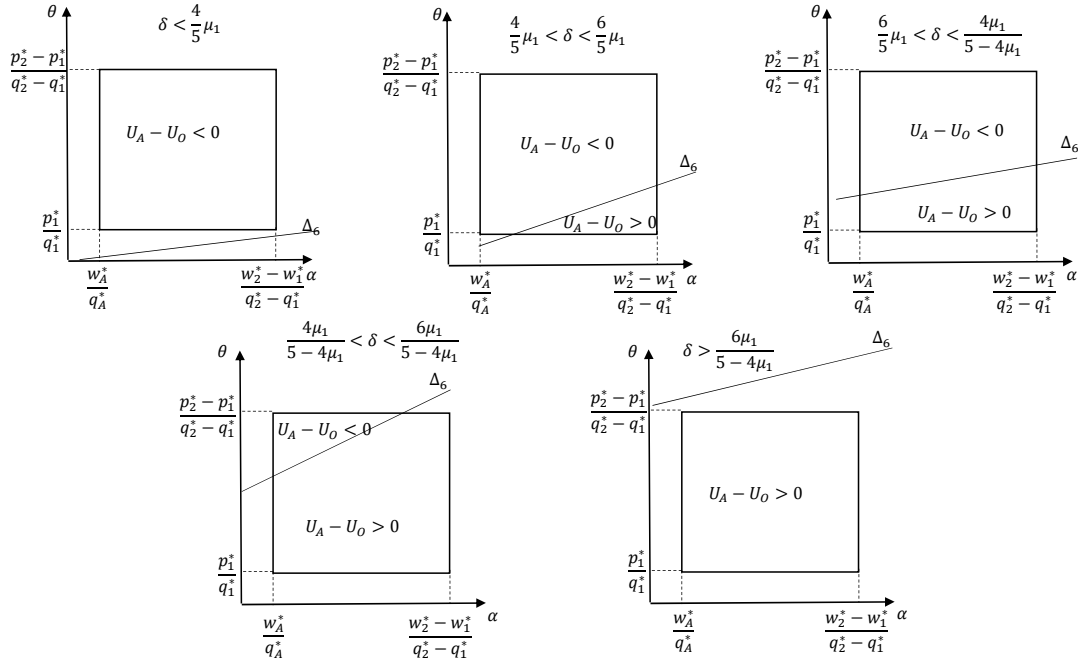 θ
δ < 4/5 μ₁
p₂* − p₁* / q₂* − q₁*
U_A − U_O < 0
p₁* / q₁*
Δ₆
w_A* / q_A*
w₂* − w₁* / q₂* − q₁*
α
θ
4/5 μ₁ < δ < 6/5 μ₁
p₂* − p₁* / q₂* − q₁*
U_A − U_O < 0
Δ₆
p₁* / q₁*
U_A − U_O > 0
w_A* / q_A*
w₂* − w₁* / q₂* − q₁*
α
θ
6/5 μ₁ < δ < 4μ₁ / 5 − 4μ₁
p₂* − p₁* / q₂* − q₁*
U_A − U_O < 0
Δ₆
p₁* / q₁*
U_A − U_O > 0
w_A* / q_A*
w₂* − w₁* / q₂* − q₁*
α
θ
4μ₁ / 5 − 4μ₁ < δ < 6μ₁ / 5 − 4μ₁
Δ₆
p₂* − p₁* / q₂* − q₁*
U_A − U_O < 0
U_A − U_O > 0
p₁* / q₁*
w_A* / q_A*
w₂* − w₁* / q₂* − q₁*
α
θ
δ > 6μ₁ / 5 − 4μ₁
Δ₆
p₂* − p₁* / q₂* − q₁*
U_A − U_O > 0
p₁* / q₁*
w_A* / q_A*
w₂* − w₁* / q₂* − q₁*
α